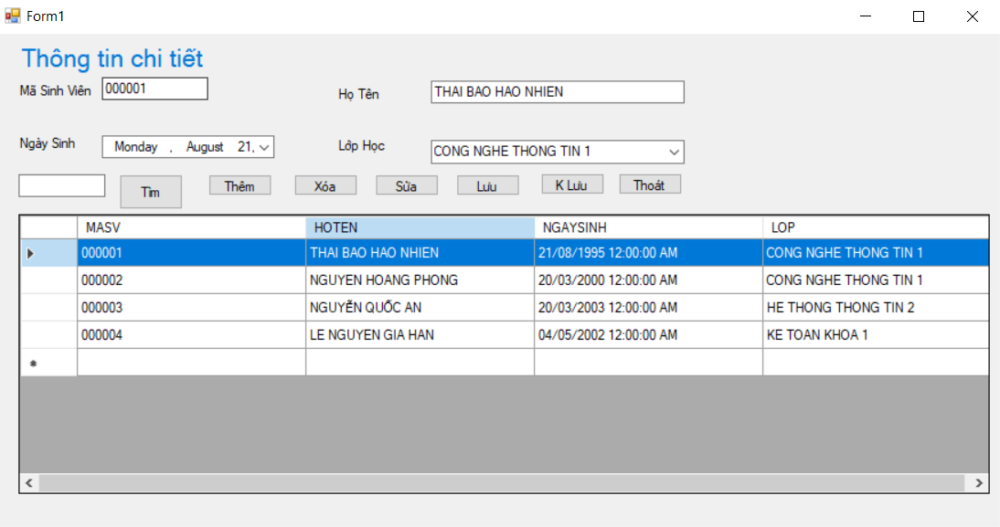 Form1
Thông tin chi tiết
Mã Sinh Viên 000001 Họ Tên THAI BAO HAO NHIEN
Ngày Sinh Monday , August 21, Lớp Học CONG NGHE THONG TIN 1
Tìm Thêm Xóa Sửa Lưu K Lưu Thoát
MASV HOTEN NGAYSINH LOP
000001 THAI BAO HAO NHIEN 21/08/1995 12:00:00 AM CONG NGHE THONG TIN 1
000002 NGUYEN HOANG PHONG 20/03/2000 12:00:00 AM CONG NGHE THONG TIN 1
000003 NGUYỄN QUỐC AN 20/03/2003 12:00:00 AM HE THONG THONG TIN 2
000004 LE NGUYEN GIA HAN 04/05/2002 12:00:00 AM KE TOAN KHOA 1